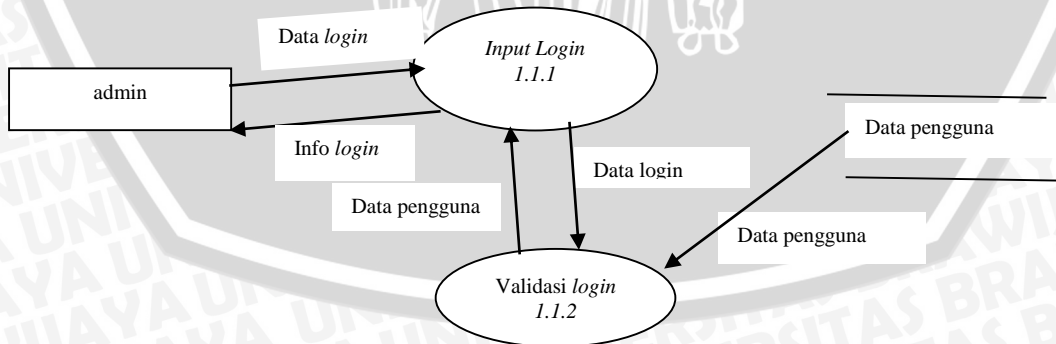 Data login
Input Login
1.1.1
admin
Data pengguna
Info login
Data login
Data pengguna
Data pengguna
Validasi login
1.1.2